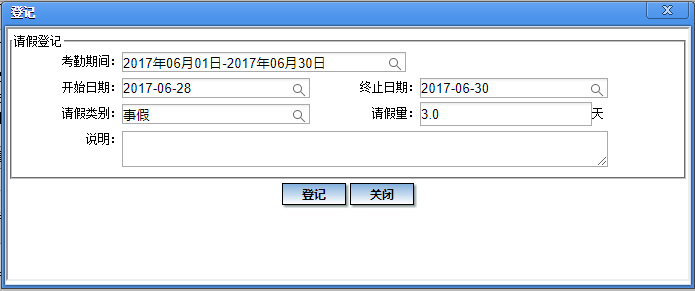 登记
请假登记
考勤期间： 2017年06月01日-2017年06月30日
开始日期： 2017-06-28 终止日期： 2017-06-30
请假类别： 事假 请假量： 3.0 天
说明：
登记 关闭